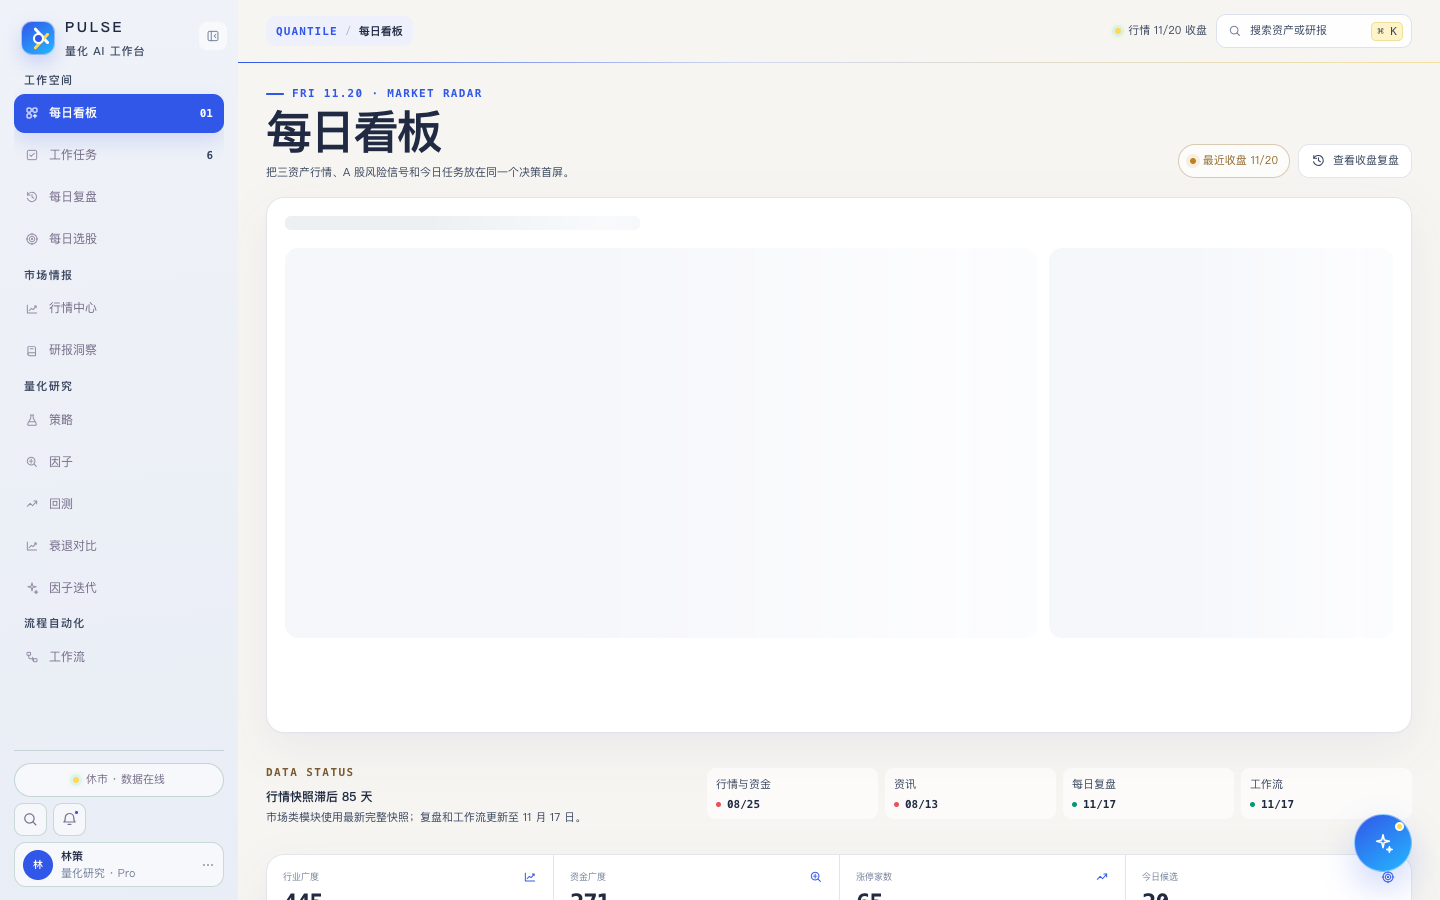 PULSE
量化 AI 工作台
工作空间
每日看板 01
工作任务 6
每日复盘
每日选股
市场情报
行情中心
研报洞察
量化研究
策略
因子
回测
衰退对比
因子迭代
流程自动化
工作流
休市 · 数据在线
林
林策
量化研究 · Pro
QUANTILE / 每日看板
行情 11/20 收盘
搜索资产或研报
⌘ K
FRI 11.20 · MARKET RADAR
每日看板
把三资产行情、A 股风险信号和今日任务放在同一个决策首屏。
最近收盘 11/20
查看收盘复盘
DATA STATUS
行情快照滞后 85 天
市场类模块使用最新完整快照；复盘和工作流更新至 11 月 17 日。
行情与资金
08/25
资讯
08/13
每日复盘
11/17
工作流
11/17
行业广度
445
资金广度
271
涨停家数
65
今日候选
20